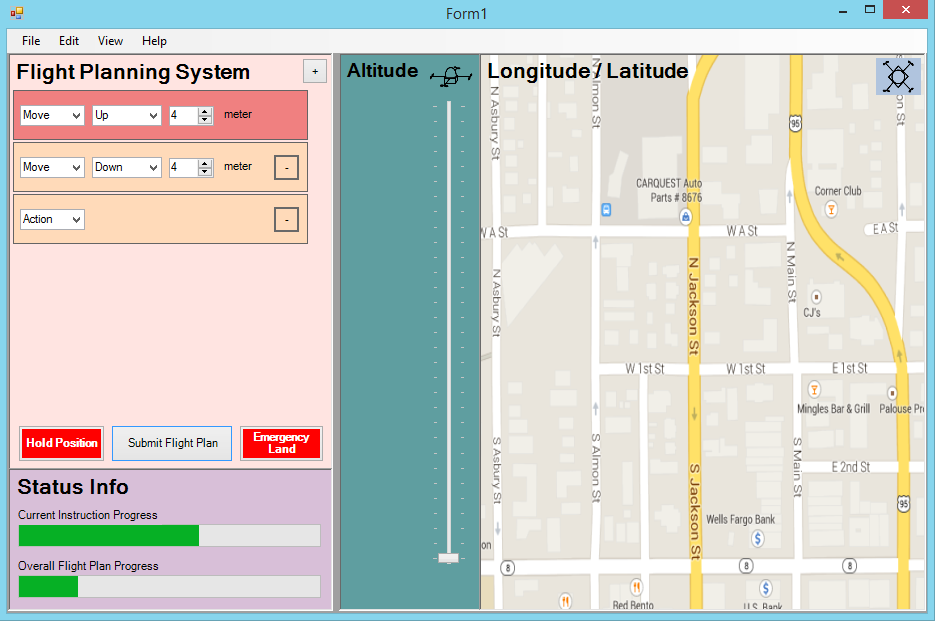 Form1
File Edit View Help
Flight Planning System
+
Move Up 4 meter
Move Down 4 meter -
Action -
Hold Position
Submit Flight Plan
Emergency
Land
Status Info
Current Instruction Progress
Overall Flight Plan Progress
Altitude
Longitude / Latitude
N Asbury St
N Almon St
95
CARQUEST Auto
Parts # 8676
Corner Club
W A St
W A St
E A St
N Asbury St
N Jackson St
N Main St
CJ's
W 1st St
W 1st St
E 1st St
Mingles Bar & Grill
Palouse Pr
S Asbury St
S Almon St
S Jackson St
S Main St
E 2nd St
95
Wells Fargo Bank
$
on
8
8
8
Red Bento
$
U.S. Bank